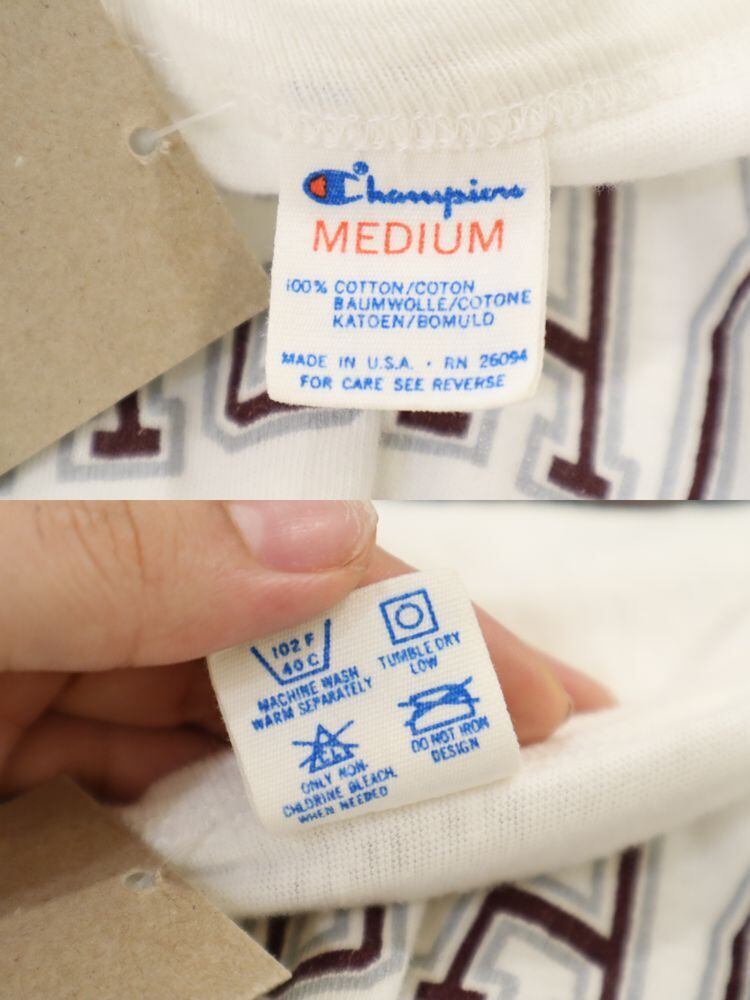 Champion®
MEDIUM
100% COTTON/COTON
BAUMWOLLE/COTONE
KATOEN/BOMULD
MADE IN U.S.A. · RN 26094
FOR CARE SEE REVERSE
102 F
40 C
MACHINE WASH
WARM SEPARATELY
TUMBLE DRY
LOW
ONLY NON-
CHLORINE BLEACH
WHEN NEEDED
DO NOT IRON
DESIGN